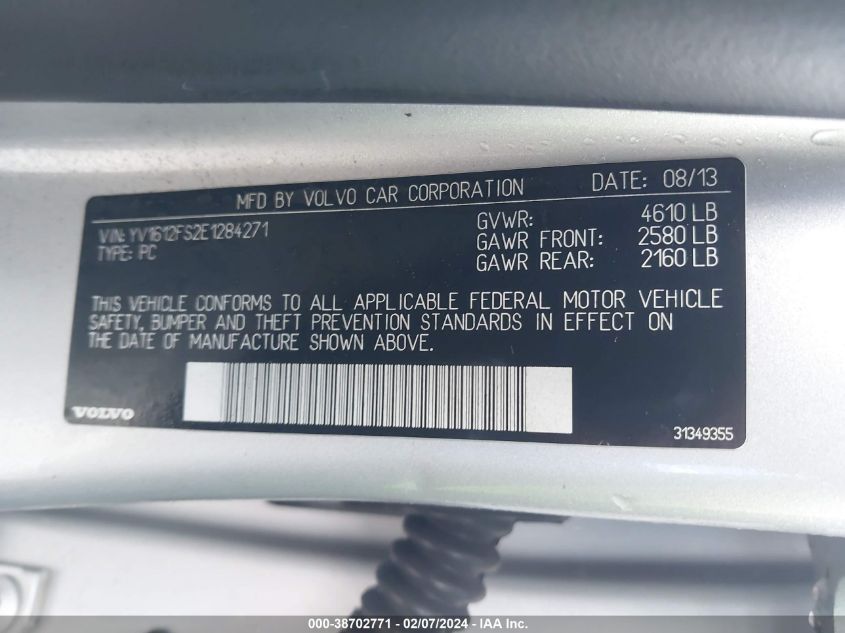 MFD BY VOLVO CAR CORPORATION DATE: 08/13
VIN: YV1612FS2E1284271
TYPE: PC
GVWR: 4610 LB
GAWR FRONT: 2580 LB
GAWR REAR: 2160 LB
THIS VEHICLE CONFORMS TO ALL APPLICABLE FEDERAL MOTOR VEHICLE
SAFETY, BUMPER AND THEFT PREVENTION STANDARDS IN EFFECT ON
THE DATE OF MANUFACTURE SHOWN ABOVE.
VOLVO
31349355
000-38702771 - 02/07/2024 - IAA Inc.